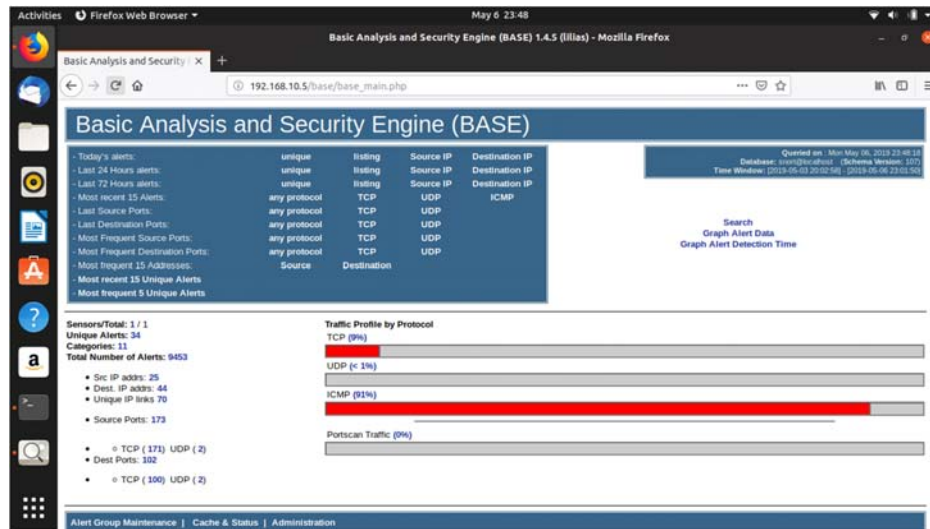 Activities Firefox Web Browser May 6 23:48
Basic Analysis and Security Engine (BASE) 1.4.5 (lilias) - Mozilla Firefox
Basic Analysis and Security
192.168.10.5/base/base_main.php
Basic Analysis and Security Engine (BASE)
- Today's alerts: unique listing Source IP Destination IP
- Last 24 Hours alerts: unique listing Source IP Destination IP
- Last 72 Hours alerts: unique listing Source IP Destination IP
- Most recent 15 Alerts: any protocol TCP UDP ICMP
- Last Source Ports: any protocol TCP UDP
- Last Destination Ports: any protocol TCP UDP
- Most Frequent Source Ports: any protocol TCP UDP
- Most Frequent Destination Ports: any protocol TCP UDP
- Most frequent 15 Addresses: Source Destination
- Most recent 15 Unique Alerts
- Most frequent 5 Unique Alerts
Queried on : Mon May 06, 2019 23:48:18
Database: snort@localhost (Schema Version: 107)
Time Window: [2019-05-03 20:02:58] - [2019-05-06 23:01:50]
Search
Graph Alert Data
Graph Alert Detection Time
Sensors/Total: 1 / 1
Unique Alerts: 34
Categories: 11
Total Number of Alerts: 9453
Src IP addrs: 25
Dest. IP addrs: 44
Unique IP links 70
Source Ports: 173
TCP ( 171) UDP ( 2)
Dest Ports: 102
TCP ( 100) UDP ( 2)
Traffic Profile by Protocol
TCP (9%)
UDP (< 1%)
ICMP (91%)
Portscan Traffic (0%)
Alert Group Maintenance | Cache & Status | Administration